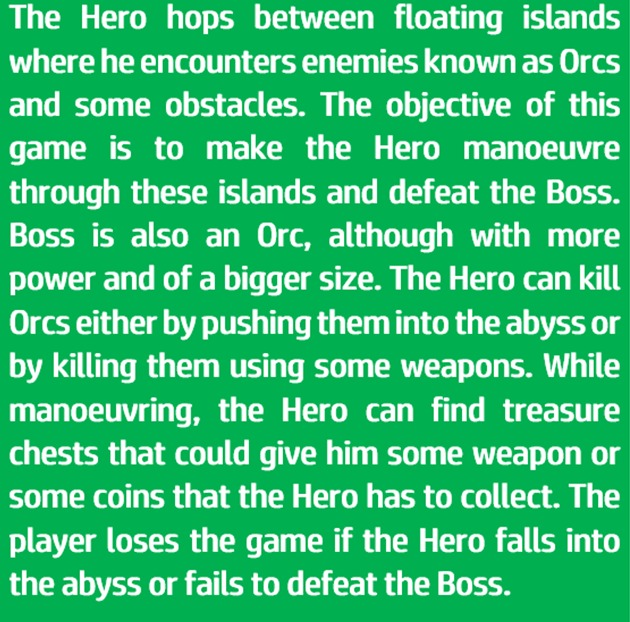 The Hero hops between floating islands
where he encounters enemies known as Orcs
and some obstacles. The objective of this
game is to make the Hero manoeuvre
through these islands and defeat the Boss.
Boss is also an Orc, although with more
power and of a bigger size. The Hero can kill
Orcs either by pushing them into the abyss or
by killing them using some weapons. While
manoeuvring, the Hero can find treasure
chests that could give him some weapon or
some coins that the Hero has to collect. The
player loses the game if the Hero falls into
the abyss or fails to defeat the Boss.